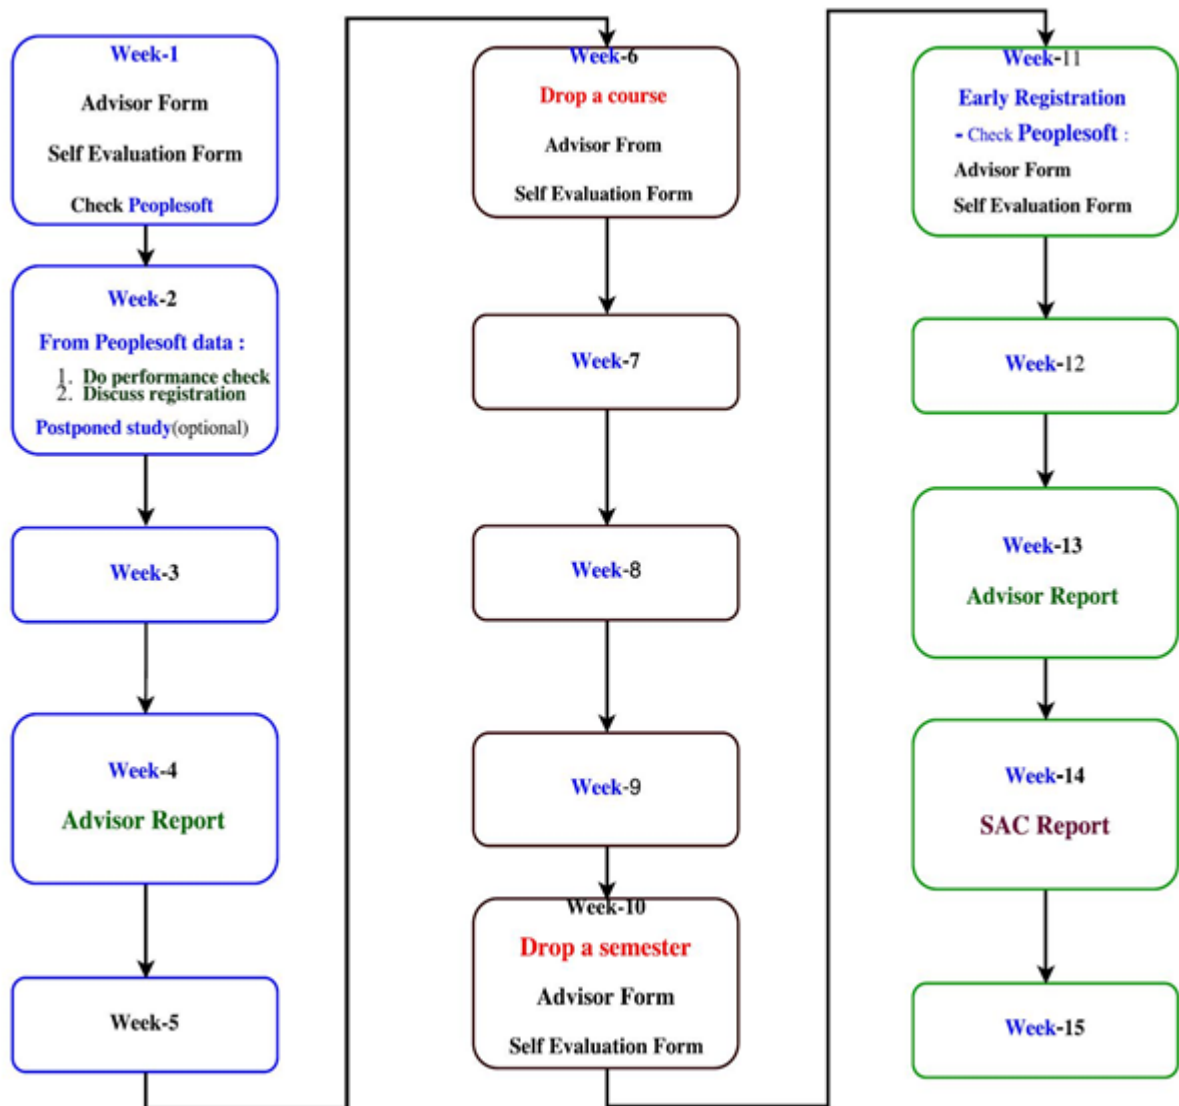 Week-1
Advisor Form
Self Evaluation Form
Check Peoplesoft
Week-2
From Peoplesoft data :
1. Do performance check
2. Discuss registration
Postponed study(optional)
Week-3
Week-4
Advisor Report
Week-5
Week-6
Drop a course
Advisor From
Self Evaluation Form
Week-7
Week-8
Week-9
Week-10
Drop a semester
Advisor Form
Self Evaluation Form
Week-11
Early Registration
- Check Peoplesoft :
Advisor Form
Self Evaluation Form
Week-12
Week-13
Advisor Report
Week-14
SAC Report
Week-15